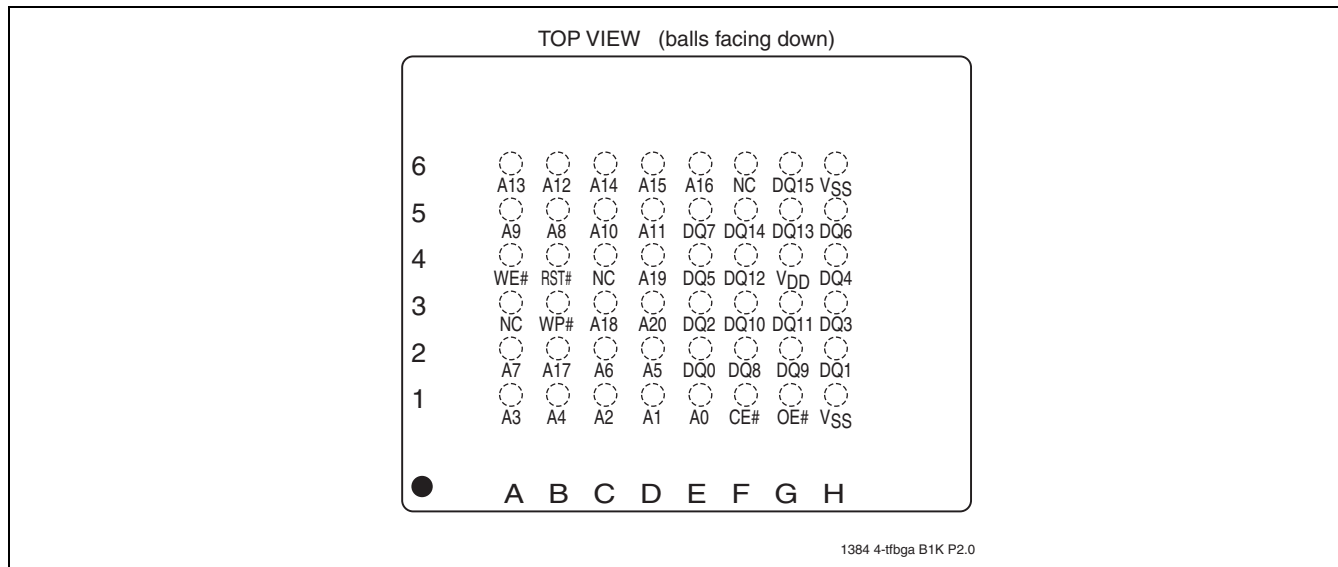 TOP VIEW (balls facing down)
6
A13 A12 A14 A15 A16 NC DQ15 VSS
5
A9 A8 A10 A11 DQ7 DQ14 DQ13 DQ6
4
WE# RST# NC A19 DQ5 DQ12 VDD DQ4
3
NC WP# A18 A20 DQ2 DQ10 DQ11 DQ3
2
A7 A17 A6 A5 DQ0 DQ8 DQ9 DQ1
1
A3 A4 A2 A1 A0 CE# OE# VSS
A B C D E F G H
1384 4-tfbga B1K P2.0